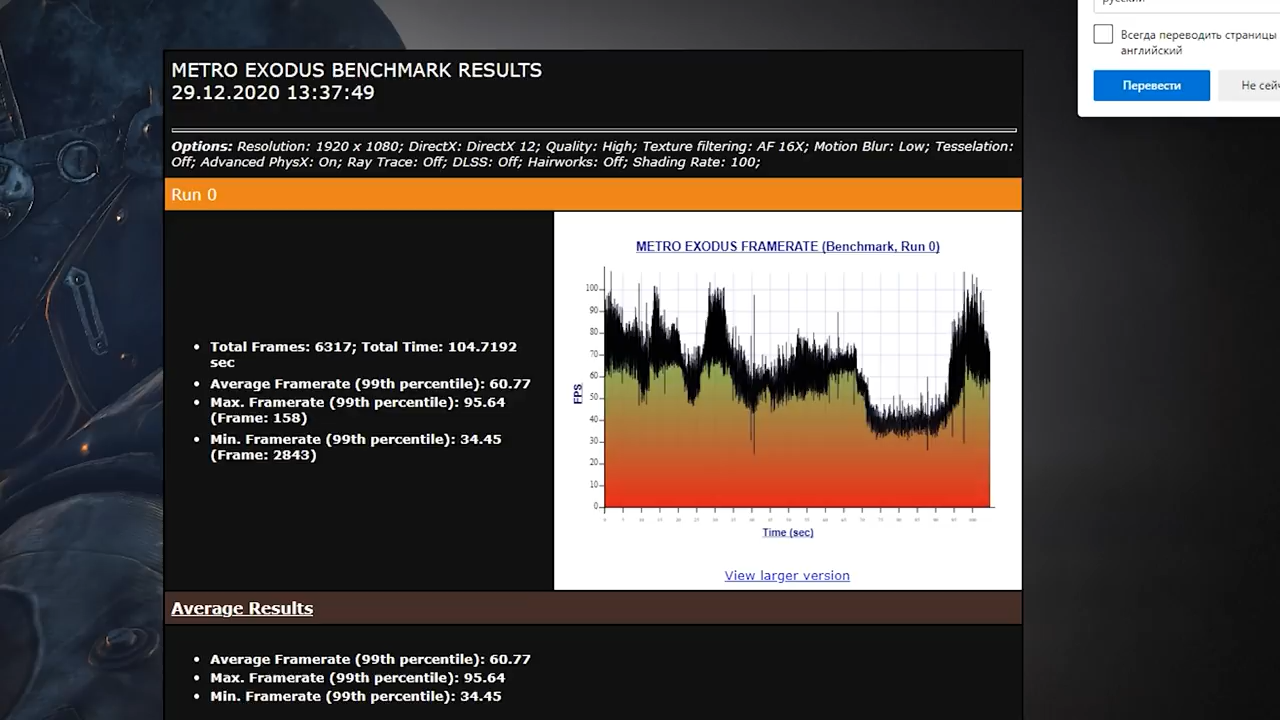 русский
Всегда переводить страницы
английский
Перевести
Не сейч
METRO EXODUS BENCHMARK RESULTS
29.12.2020 13:37:49
Options: Resolution: 1920 x 1080; DirectX: DirectX 12; Quality: High; Texture filtering: AF 16X; Motion Blur: Low; Tesselation:
Off; Advanced PhysX: On; Ray Trace: Off; DLSS: Off; Hairworks: Off; Shading Rate: 100;
Run 0
• Total Frames: 6317; Total Time: 104.7192
sec
• Average Framerate (99th percentile): 60.77
• Max. Framerate (99th percentile): 95.64
(Frame: 158)
• Min. Framerate (99th percentile): 34.45
(Frame: 2843)
METRO EXODUS FRAMERATE (Benchmark, Run 0)
FPS
100
90
80
70
60
50
40
30
20
10
0
Time (sec)
View larger version
Average Results
• Average Framerate (99th percentile): 60.77
• Max. Framerate (99th percentile): 95.64
• Min. Framerate (99th percentile): 34.45